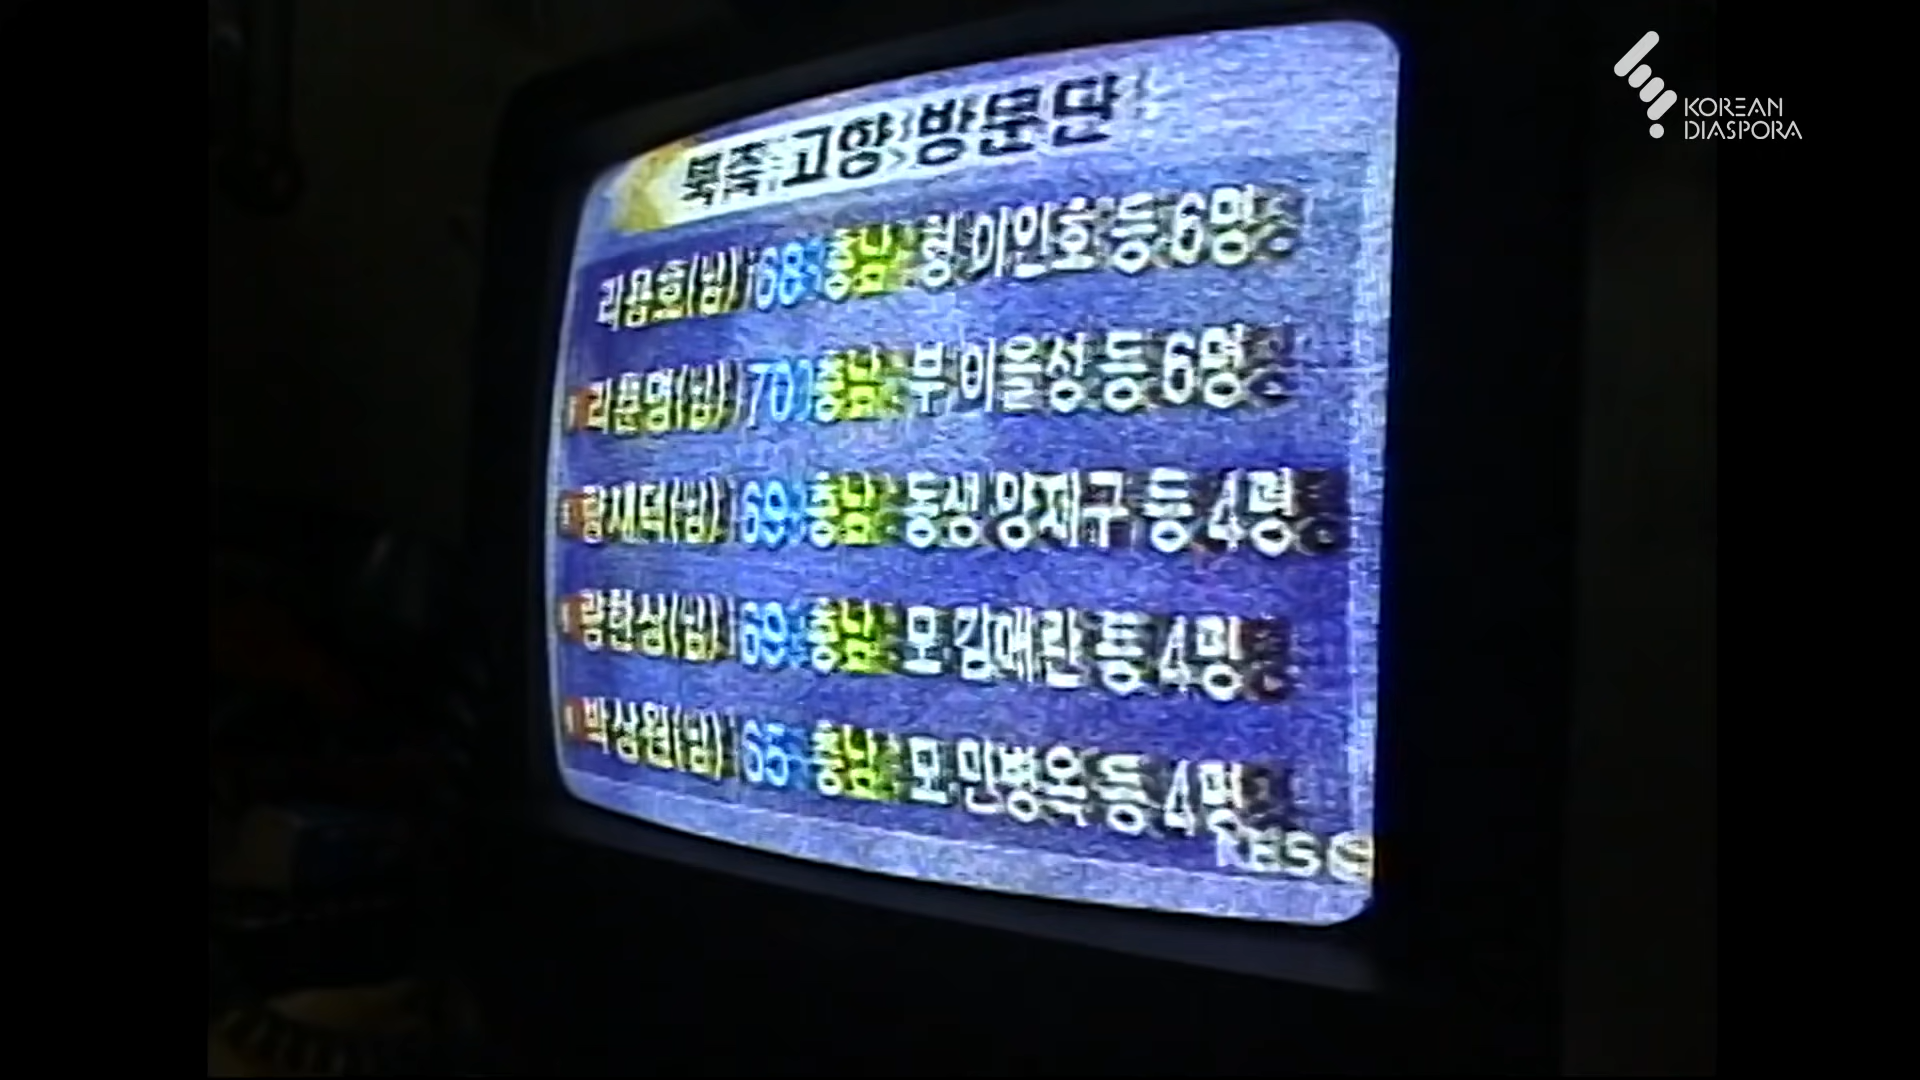 북측 고향 방문단
리용호(남) 68 충남 형 이인호 등 6명
70 충남 부 이을성 등 6명
량재덕(남) 69 충남 동생 양재구 등 4명
량한상(남) 69 충남 모 김애란 등 4명
박상원(남) 65 충남 모 민병옥 등 4명
KBS
KOREAN
DIASPORA